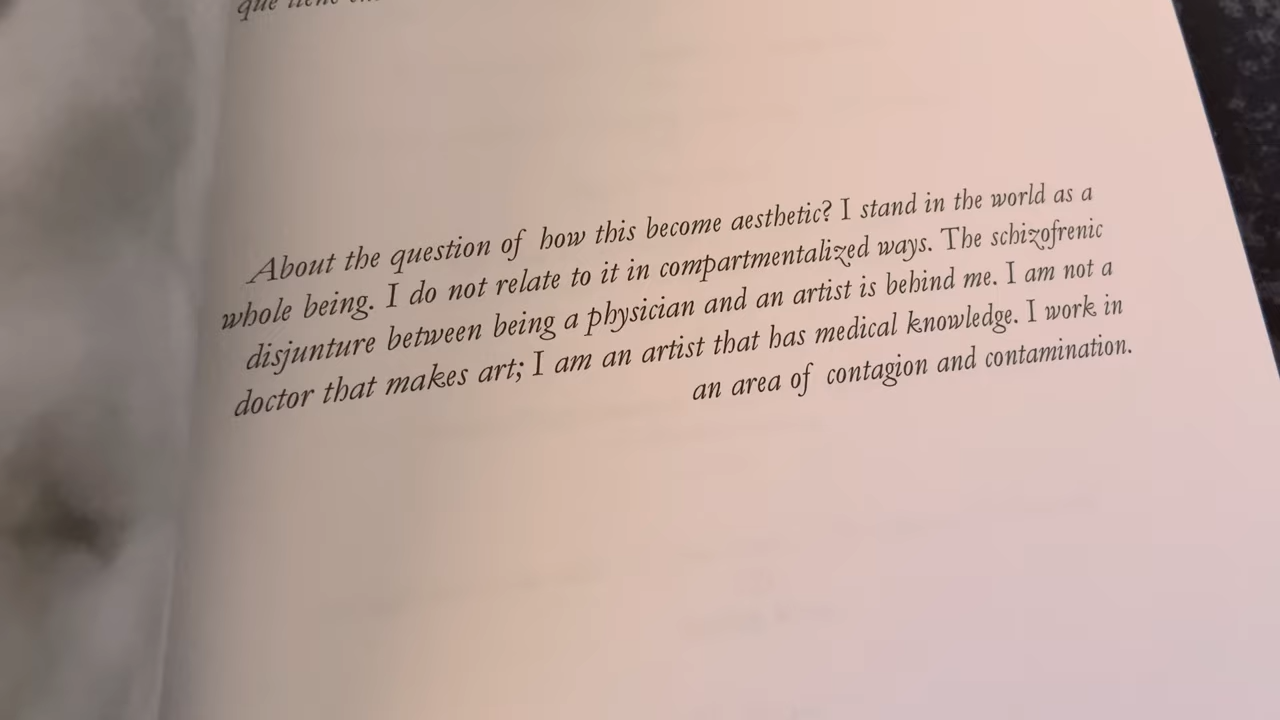 que tiene
About the question of how this become aesthetic? I stand in the world as a
whole being. I do not relate to it in compartmentalized ways. The schizofrenic
disjunture between being a physician and an artist is behind me. I am not a
doctor that makes art; I am an artist that has medical knowledge. I work in
an area of contagion and contamination.